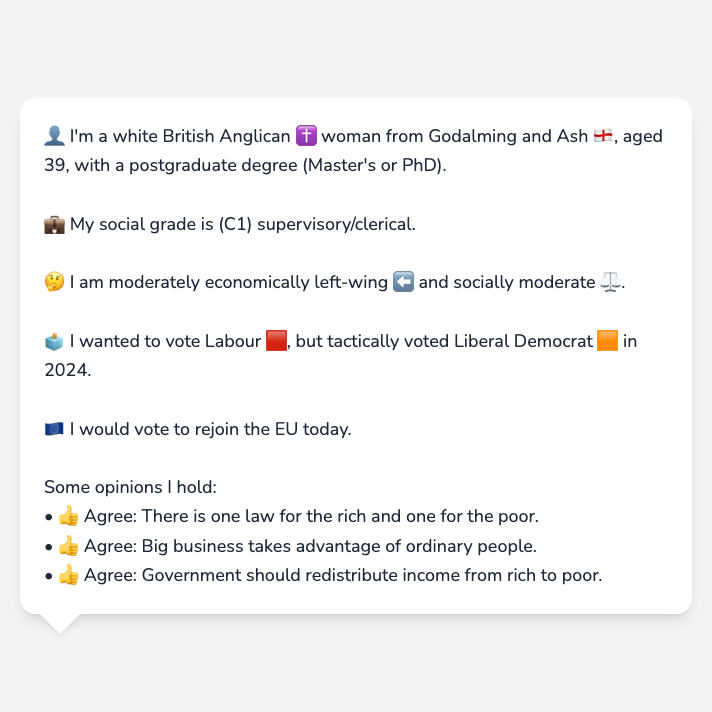 👤 I'm a white British Anglican ✝️ woman from Godalming and Ash 🏴󠁧󠁢󠁥󠁮󠁧󠁿, aged
39, with a postgraduate degree (Master's or PhD).
💼 My social grade is (C1) supervisory/clerical.
🤔 I am moderately economically left-wing ⬅️ and socially moderate ⚖️.
🗳️ I wanted to vote Labour 🟥, but tactically voted Liberal Democrat 🟧 in
2024.
🇪🇺 I would vote to rejoin the EU today.
Some opinions I hold:
• 👍 Agree: There is one law for the rich and one for the poor.
• 👍 Agree: Big business takes advantage of ordinary people.
• 👍 Agree: Government should redistribute income from rich to poor.